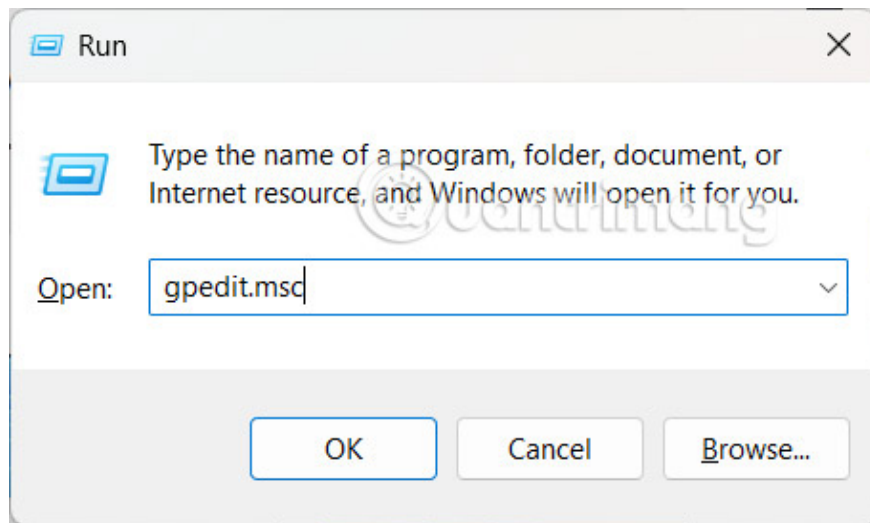 Run
Type the name of a program, folder, document, or
Internet resource, and Windows will open it for you.
Quantrimang
Open:
gpedit.msc
OK
Cancel
Browse...